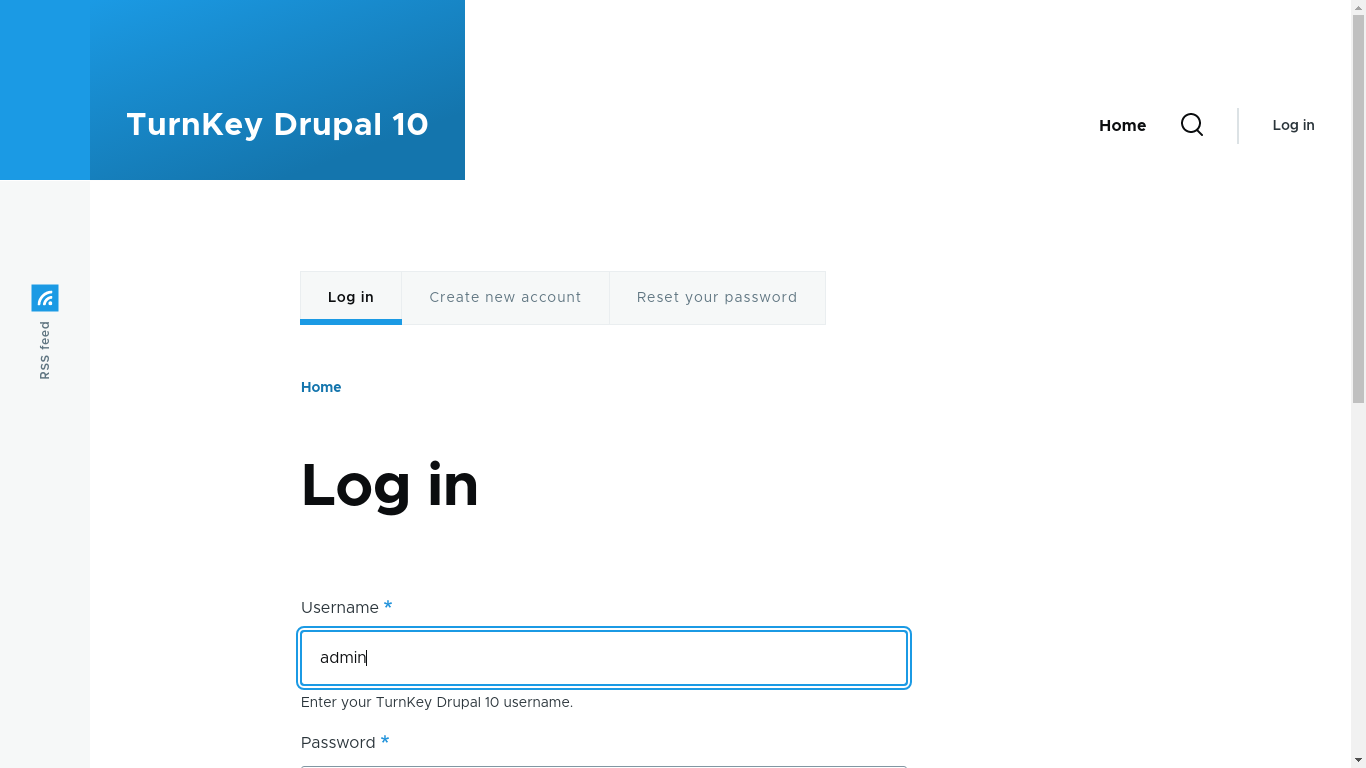 TurnKey Drupal 10
Home
Log in
RSS feed
Log in
Create new account
Reset your password
Home
Log in
Username *
admin
Enter your TurnKey Drupal 10 username.
Password *